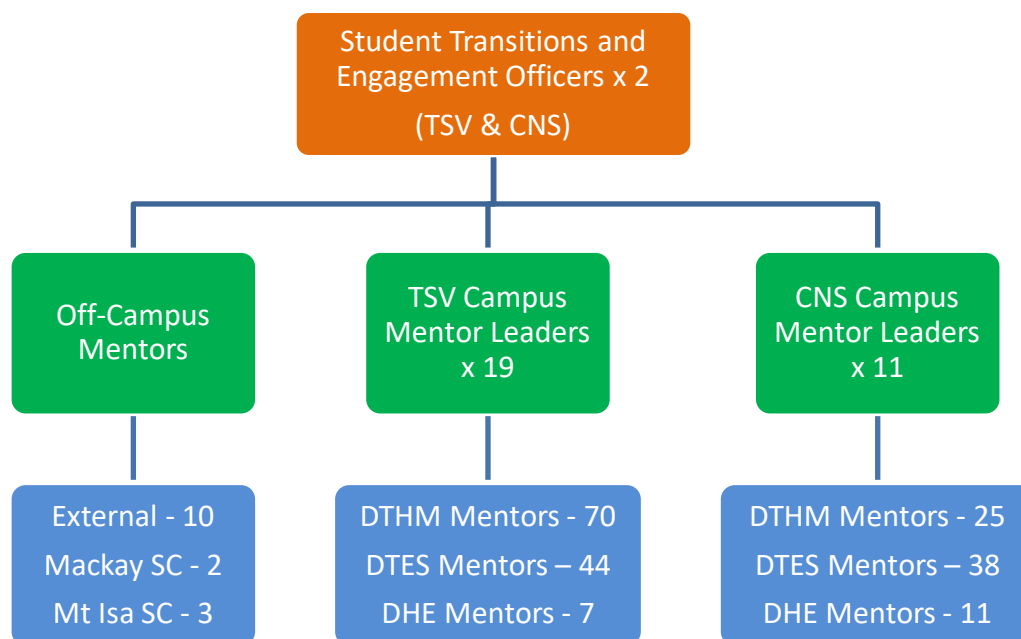 Student Transitions and
Engagement Officers x 2
(TSV & CNS)
Off-Campus
Mentors
TSV Campus
Mentor Leaders
x 19
CNS Campus
Mentor Leaders
x 11
External - 10
Mackay SC - 2
Mt Isa SC - 3
DTHM Mentors - 70
DTES Mentors – 44
DHE Mentors - 7
DTHM Mentors - 25
DTES Mentors – 38
DHE Mentors - 11